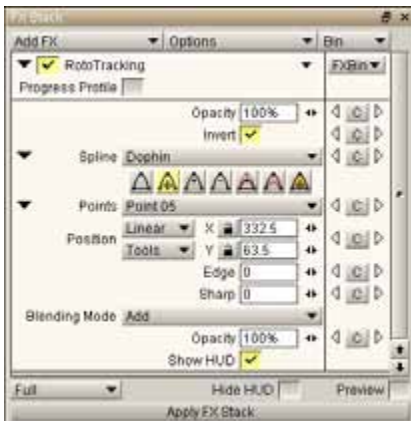 FX Stack
Add FX Options Bin
RotoTracking FXBin
Progress Profile
Opacity 100% C
Invert C
Spline Dophin C
Points Point 05 C
Linear X 332.5
Position C
Tools Y 63.5
Edge 0 C
Sharp 0 C
Blending Mode Add
Opacity 100% C
Show HUD
Full Hide HUD Preview
Apply FX Stack